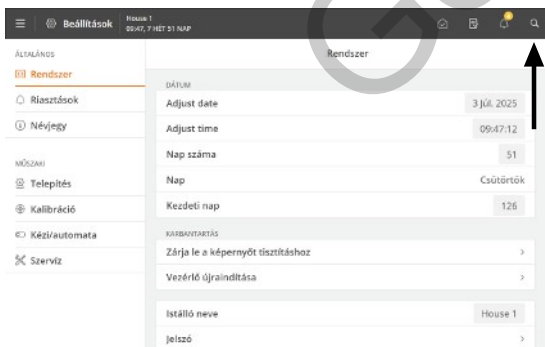 Beállítások
House 1
09:47, 7 HÉT 51 NAP
ÁLTALÁNOS
Rendszer
Riasztások
Névjegy
MŰSZAKI
Telepítés
Kalibráció
Kézi/automata
Szerviz
Rendszer
DÁTUM
Adjust date 3 Júl. 2025
Adjust time 09:47:12
Nap száma 51
Nap Csütörtök
Kezdeti nap 126
KARBANTARTÁS
Zárja le a képernyőt tisztításhoz
Vezérlő újraindítása
Istálló neve House 1
Jelszó